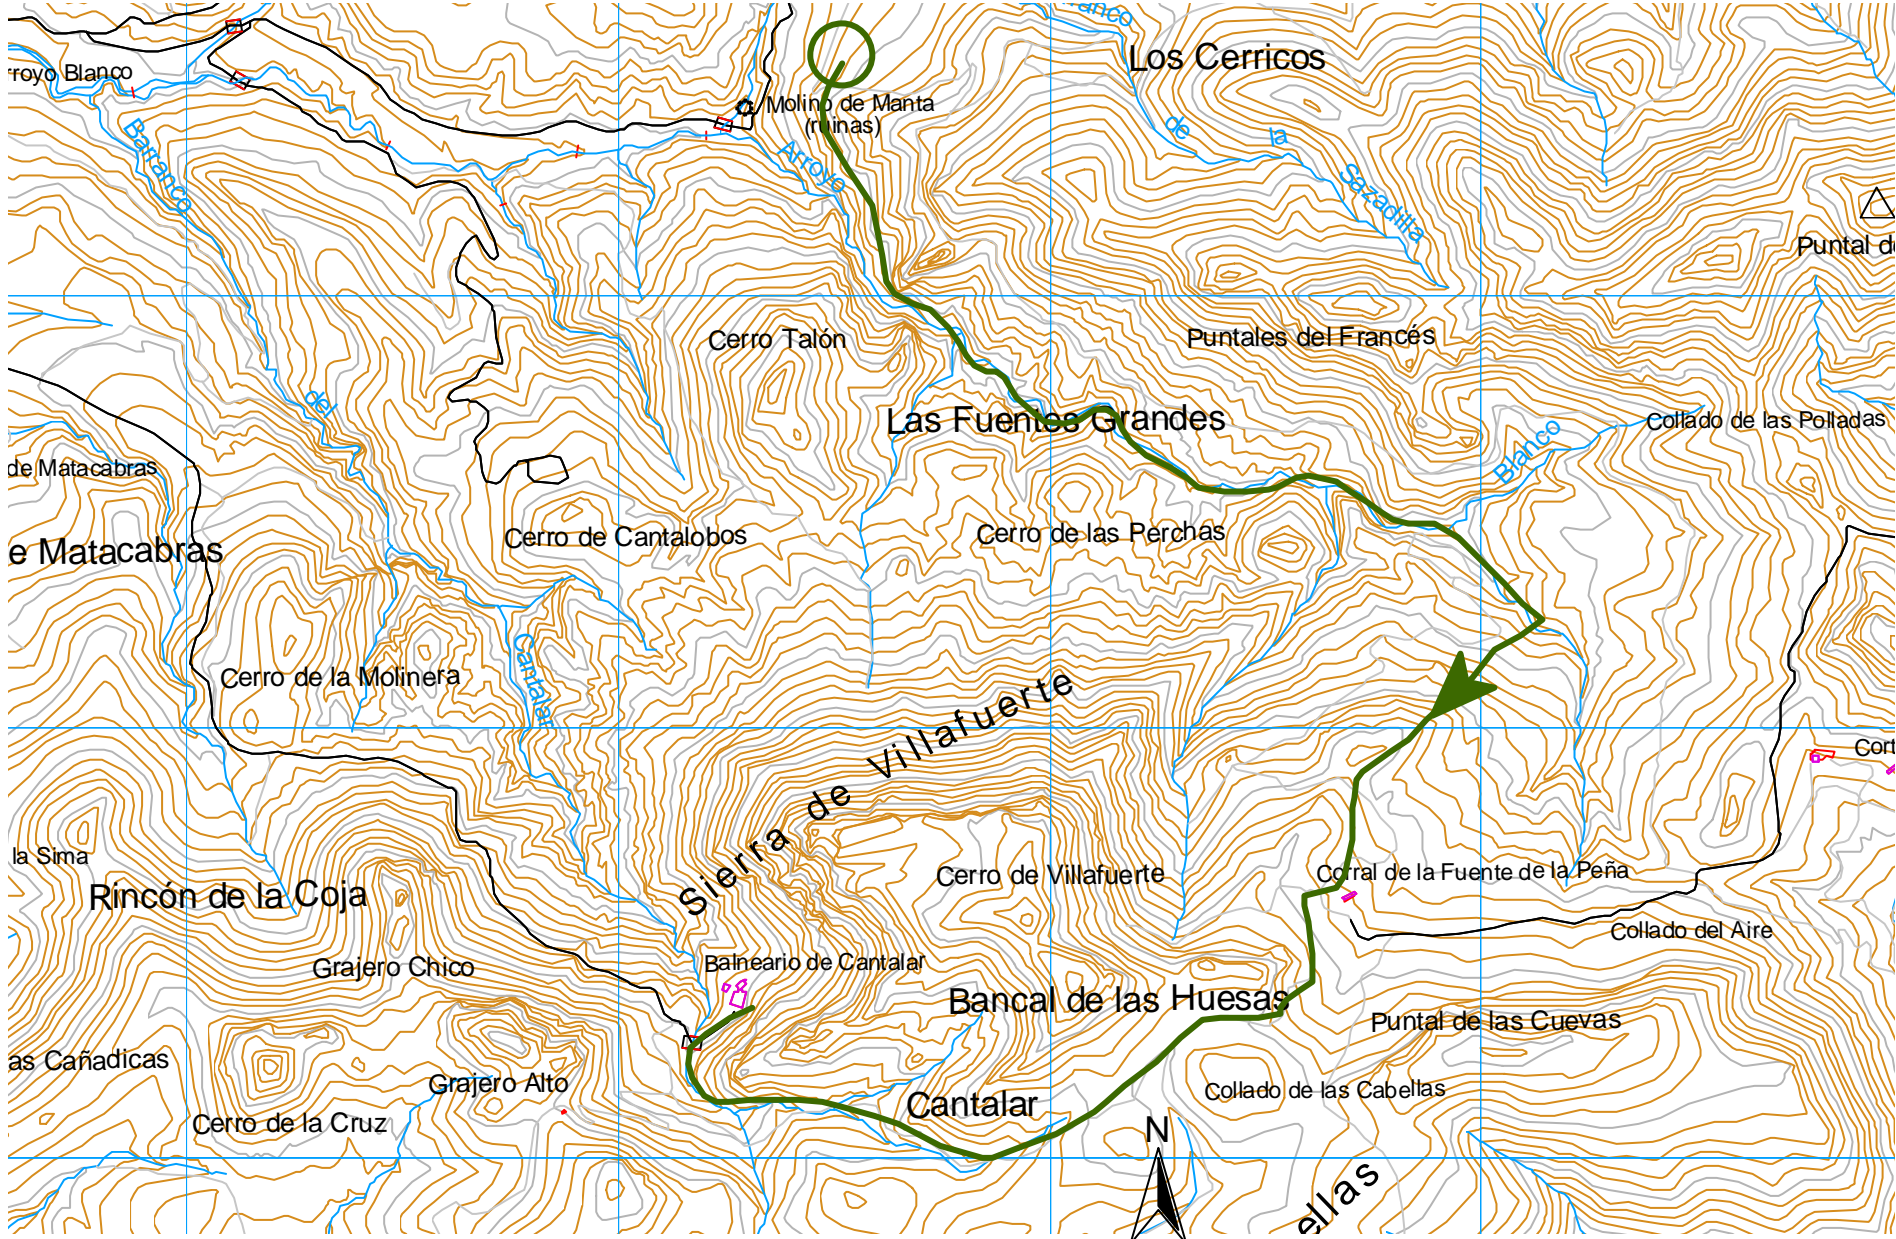 Los Cerricos
royo Blanco
Molino de Manta
(ruinas)
Barranco
Arroyo
de
la
Sazadilla
Puntal d
Cerro Talón
Puntales del Francés
del
Las Fuentes Grandes
Collado de las Polladas
Blanco
de Matacabras
Cerro de Cantalobos
Cerro de las Perchas
e Matacabras
Cantalar
Cerro de la Molinera
Sierra de Villafuerte
Cort
la Sima
Cerro de Villafuerte
Corral de la Fuente de la Peña
Rincón de la Coja
Collado del Aire
Grajero Chico
Balneario de Cantalar
Bancal de las Huesas
Puntal de las Cuevas
as Cañadicas
Grajero Alto
Collado de las Cabellas
Cantalar
Cerro de la Cruz
N
ellas